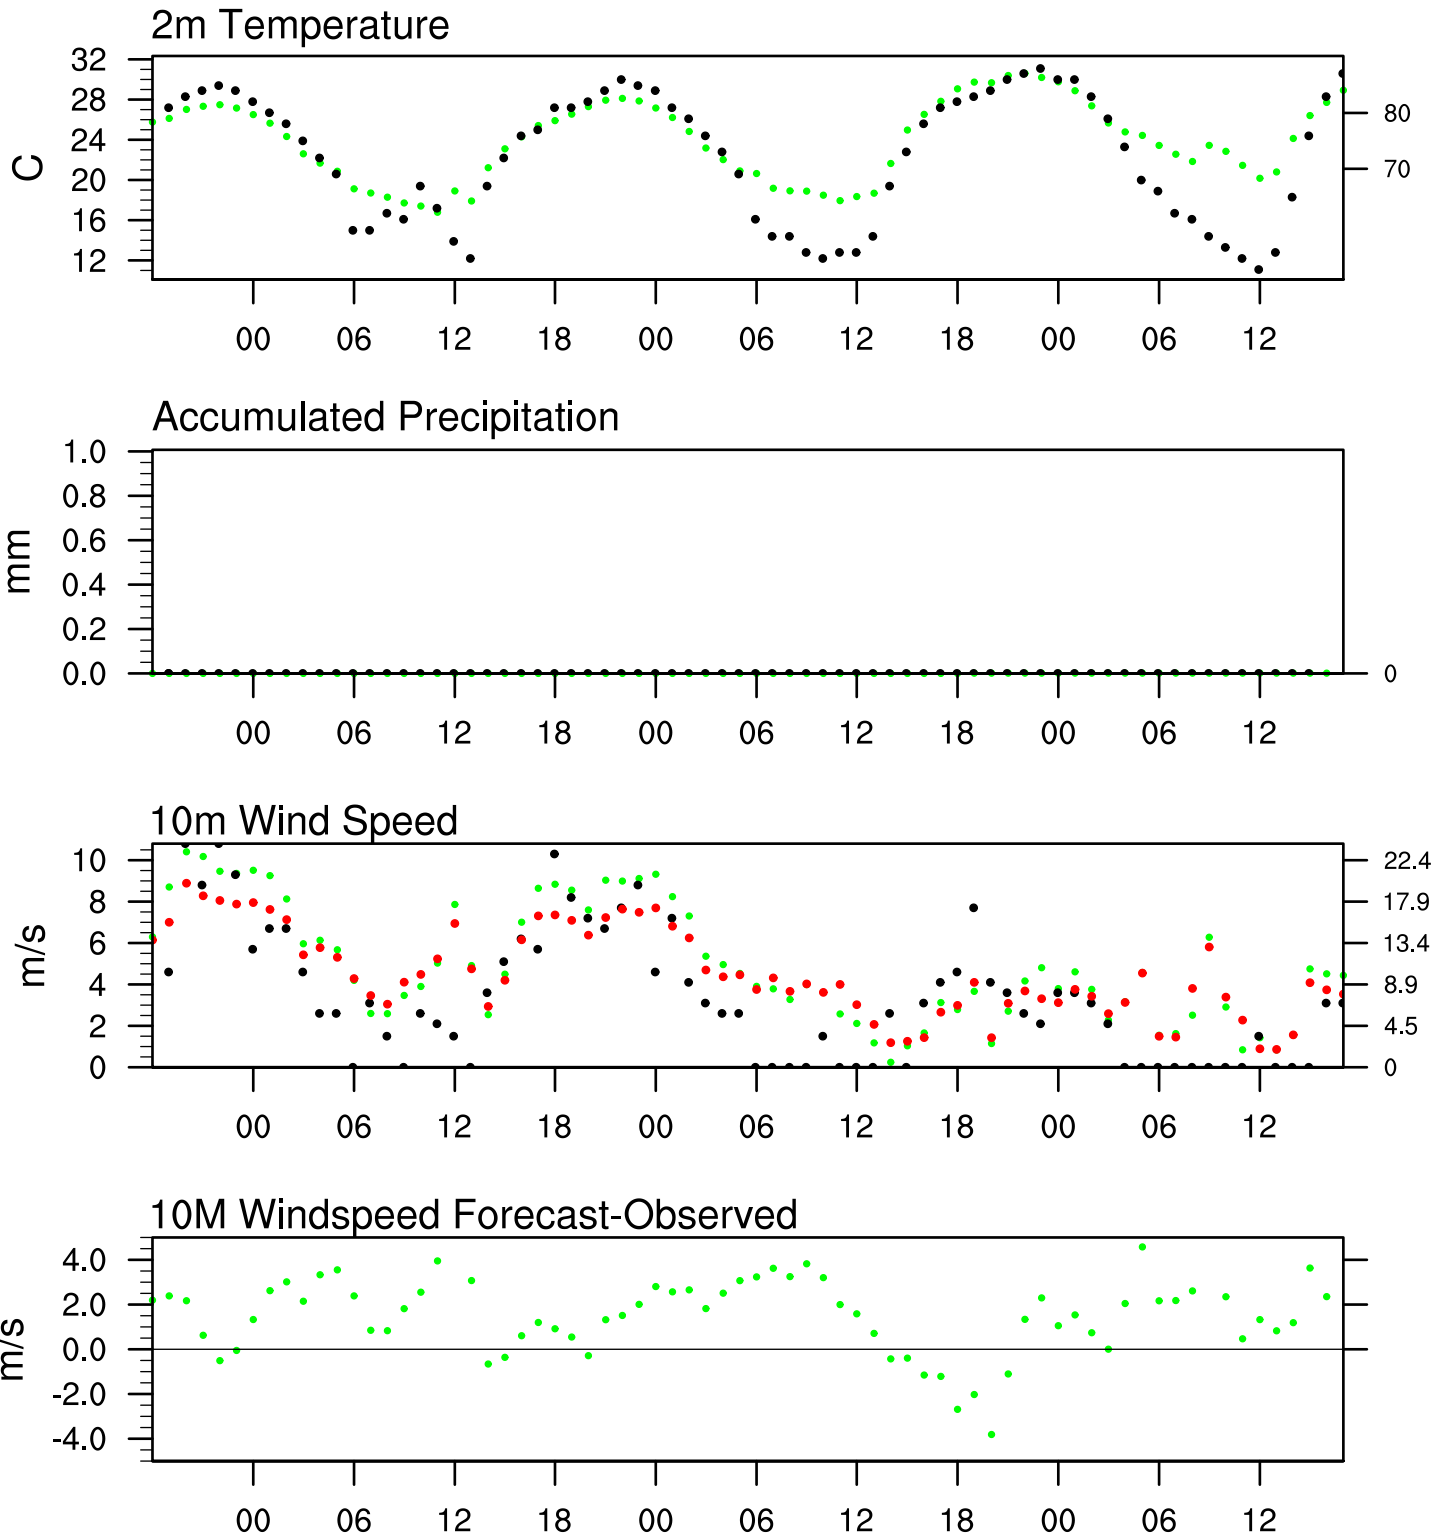 2m Temperature
32
28
24
20
16
12
C
80
70
00 06 12 18 00 06 12 18 00 06 12
Accumulated Precipitation
1.0
0.8
0.6
0.4
0.2
0.0
mm
0
00 06 12 18 00 06 12 18 00 06 12
10m Wind Speed
10
8
6
4
2
0
m/s
22.4
17.9
13.4
8.9
4.5
0
00 06 12 18 00 06 12 18 00 06 12
10M Windspeed Forecast-Observed
4.0
2.0
0.0
-2.0
-4.0
m/s
00 06 12 18 00 06 12 18 00 06 12